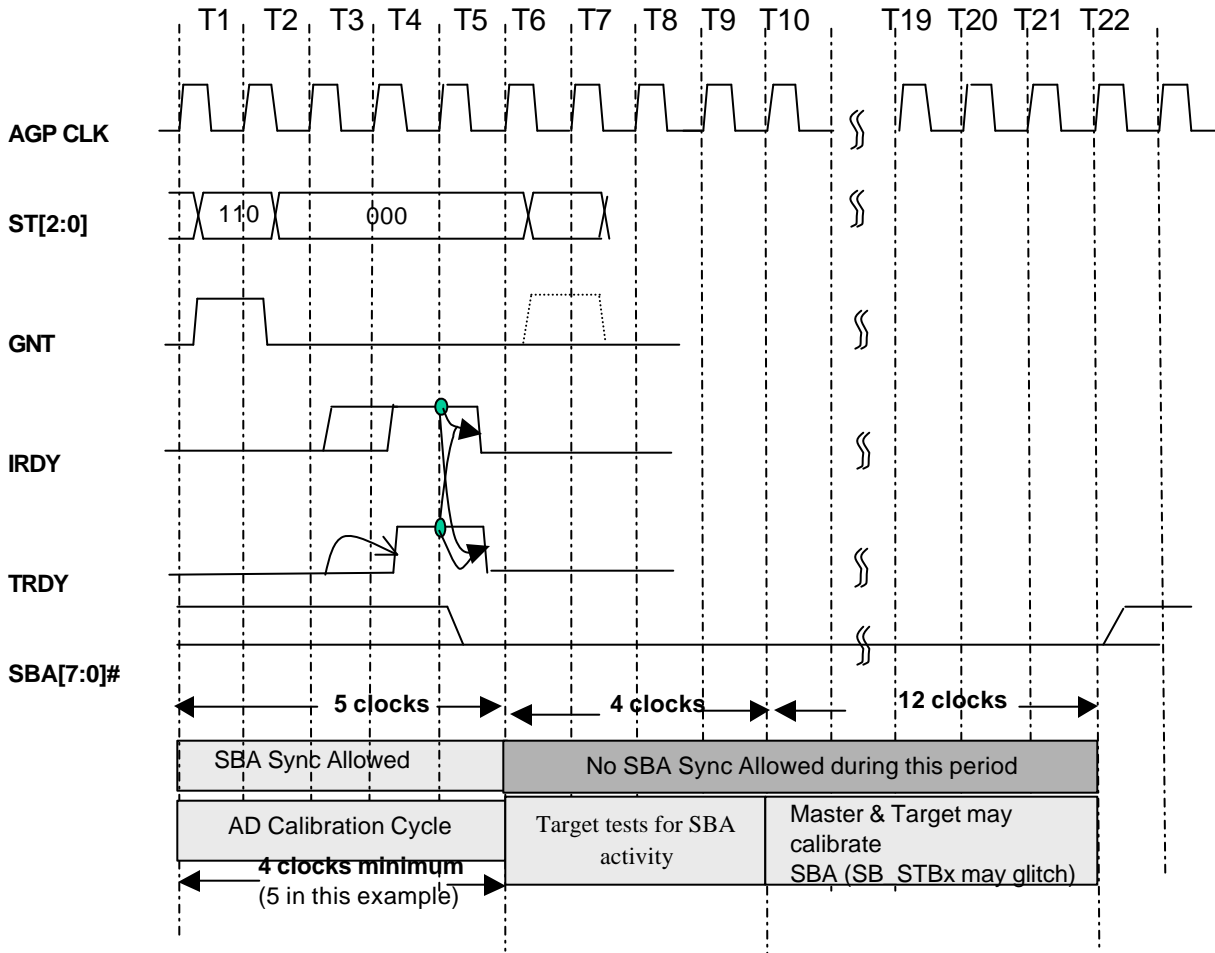 T1 T2 T3 T4 T5 T6 T7 T8 T9 T10 T19 T20 T21 T22
AGP CLK
ST[2:0]
110 000
GNT
IRDY
TRDY
SBA[7:0]#
5 clocks 4 clocks 12 clocks
SBA Sync Allowed
No SBA Sync Allowed during this period
AD Calibration Cycle
4 clocks minimum
(5 in this example)
Target tests for SBA
activity
Master & Target may
calibrate
SBA (SB_STBx may glitch)